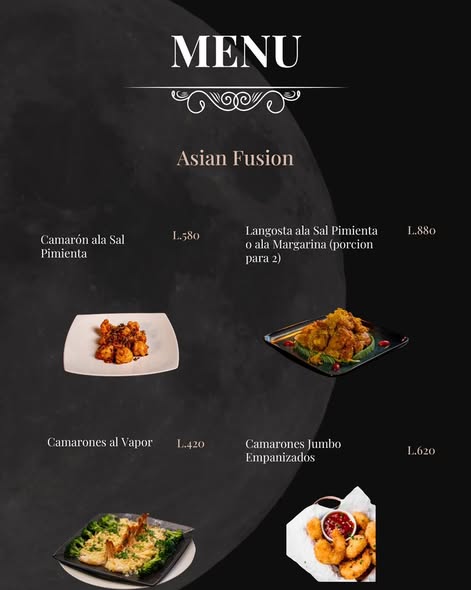 MENU
Asian Fusion
Camarón ala Sal
Pimienta
L.580
Langosta ala Sal Pimienta
o ala Margarina (porcion
para 2)
L.880
Camarones al Vapor
L.420
Camarones Jumbo
Empanizados
L.620